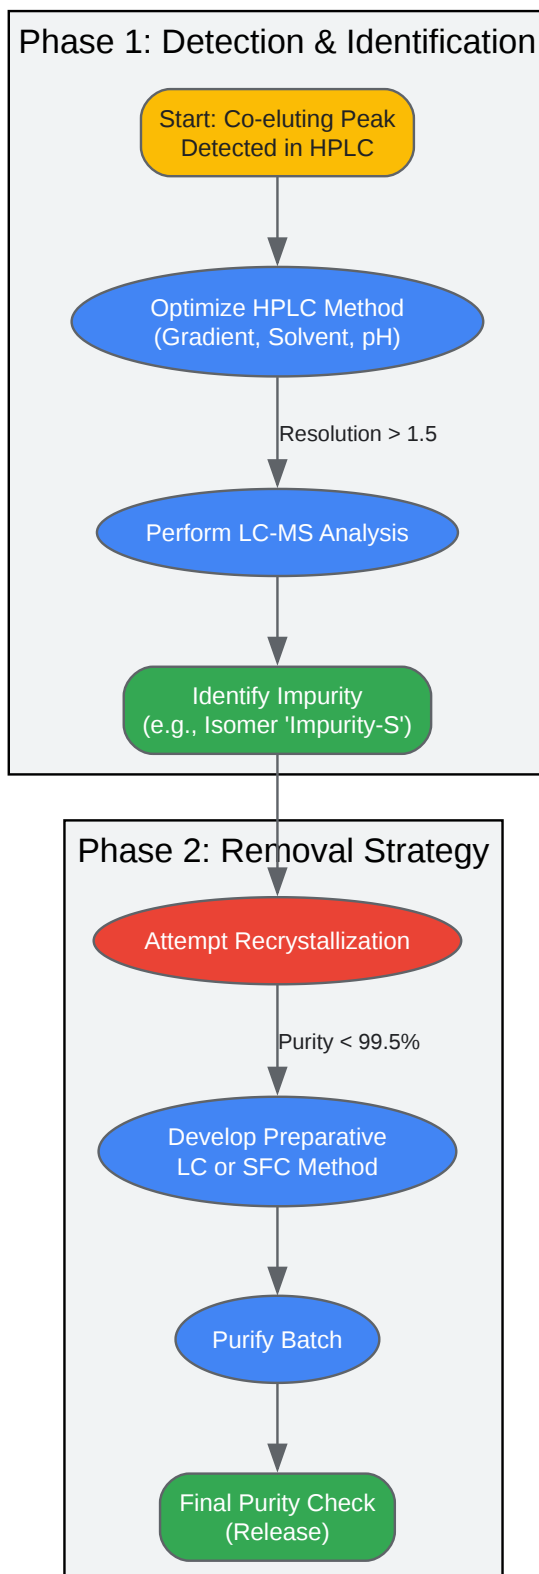 Phase 1: Detection & Identification
Start: Co-eluting Peak
Detected in HPLC
Optimize HPLC Method
(Gradient, Solvent, pH)
Resolution > 1.5
Perform LC-MS Analysis
Identify Impurity
(e.g., Isomer 'Impurity-S')
Phase 2: Removal Strategy
Attempt Recrystallization
Purity < 99.5%
Develop Preparative
LC or SFC Method
Purify Batch
Final Purity Check
(Release)